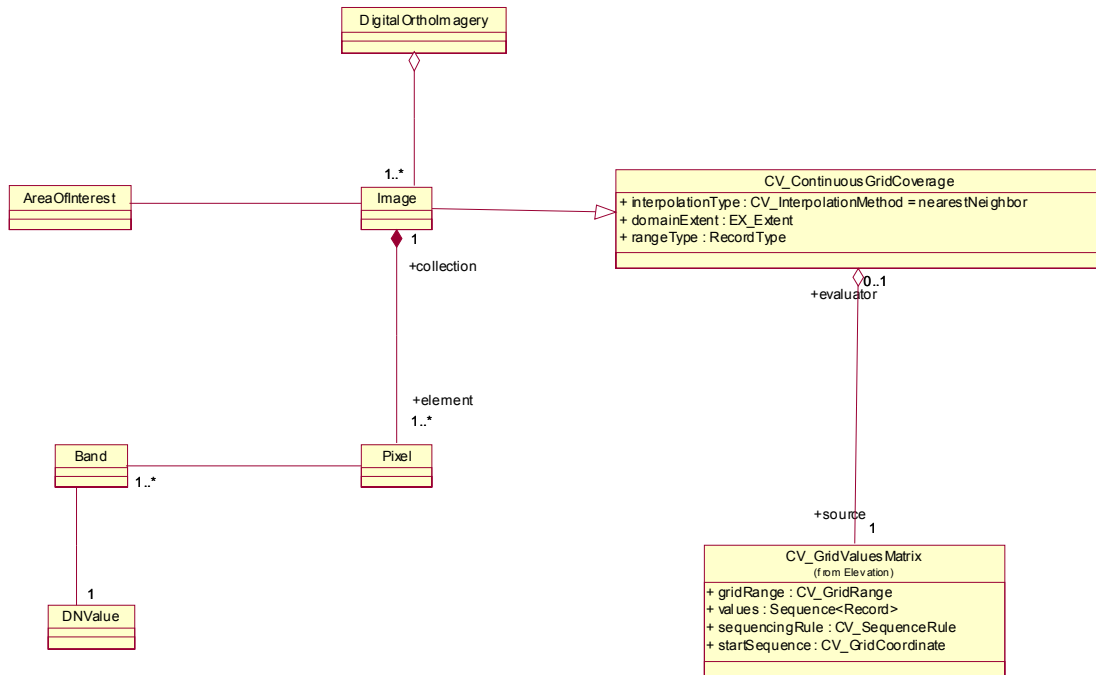 DigitalOrthoImagery
1..*
AreaOfInterest
Image
1
+collection
CV_ContinuousGridCoverage
+ interpolationType : CV_InterpolationMethod = nearestNeighbor
+ domainExtent : EX_Extent
+ rangeType : RecordType
0..1
+evaluator
+element
1..*
Band
1..*
Pixel
+source
1
CV_GridValuesMatrix
(from Elevation)
+ gridRange : CV_GridRange
+ values : Sequence<Record>
+ sequencingRule : CV_SequenceRule
+ startSequence : CV_GridCoordinate
1
DNValue